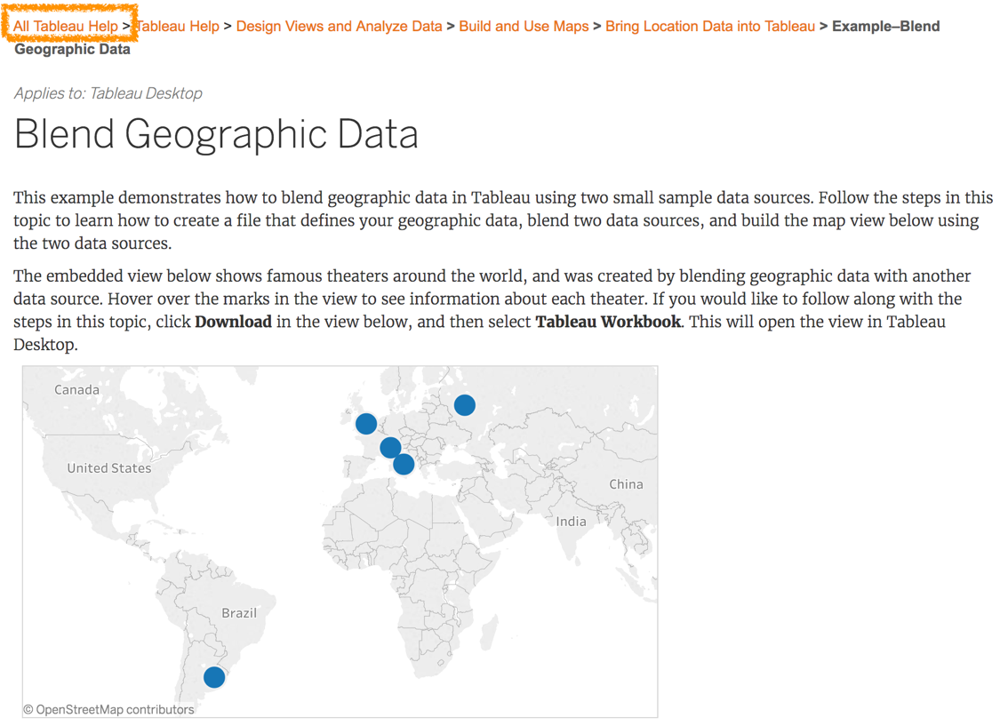 All Tableau Help > Tableau Help > Design Views and Analyze Data > Build and Use Maps > Bring Location Data into Tableau > Example–Blend
Geographic Data
Applies to: Tableau Desktop
Blend Geographic Data
This example demonstrates how to blend geographic data in Tableau using two small sample data sources. Follow the steps in this
topic to learn how to create a file that defines your geographic data, blend two data sources, and build the map view below using
the two data sources.
The embedded view below shows famous theaters around the world, and was created by blending geographic data with another
data source. Hover over the marks in the view to see information about each theater. If you would like to follow along with the
steps in this topic, click Download in the view below, and then select Tableau Workbook. This will open the view in Tableau
Desktop.
Canada
United States
China
India
Brazil
© OpenStreetMap contributors